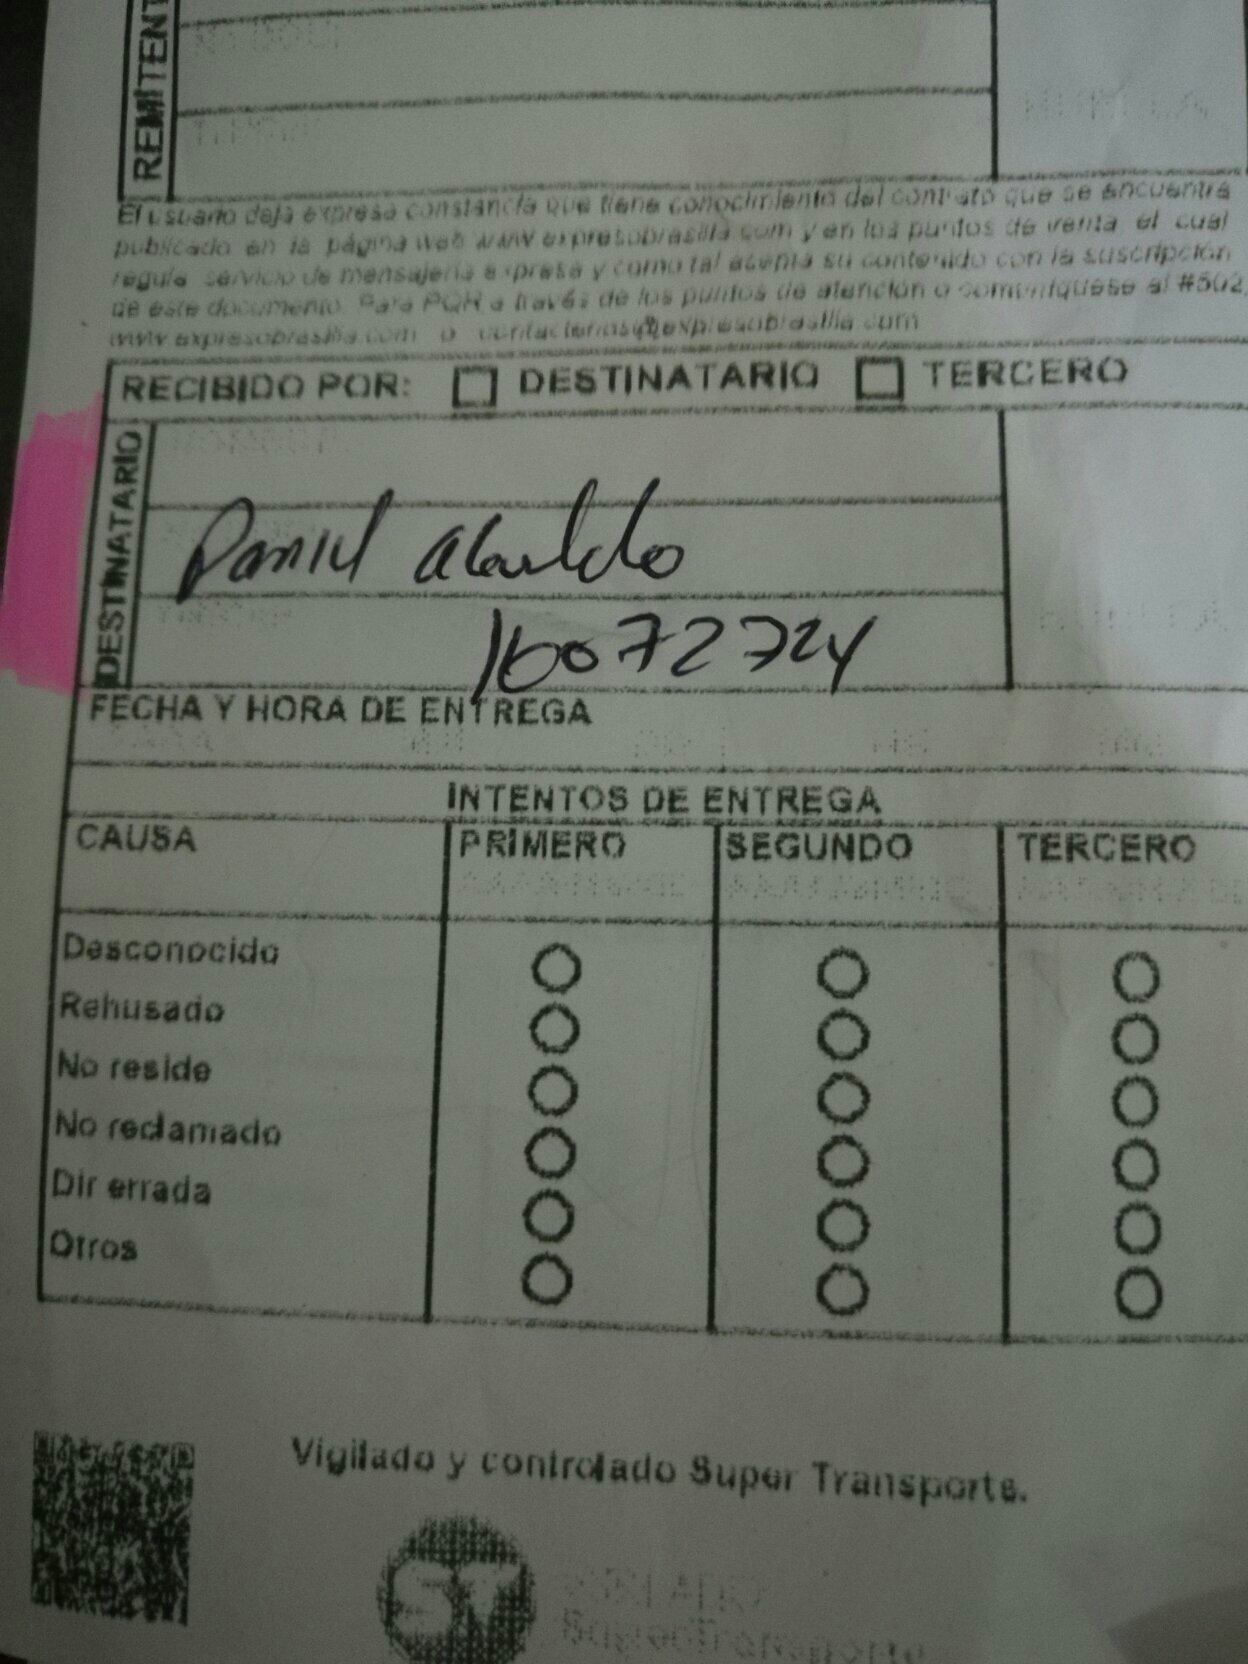 REMITENT
El usuario deja expresa constancia que tiene conocimiento del contrato que se encuentra
publicado en la página web www.expresobrasilia.com y en los puntos de venta, el cual
regula servicio de mensajería expresa y como tal acepta su contenido con la suscripción
de este documento. Para PQR a través de los puntos de atención o comuníquese al #502,
www.expresobrasilia.com o
RECIBIDO POR: DESTINATARIO TERCERO
DESTINATARIO
Daniel
FECHA Y HORA DE ENTREGA
INTENTOS DE ENTREGA
CAUSA PRIMERO SEGUNDO TERCERO
Desconocido
Rehusado
No reside
No reclamado
Dir errada
Otros
Vigilado y controlado Super Transporte.
ST
SuperTransporte